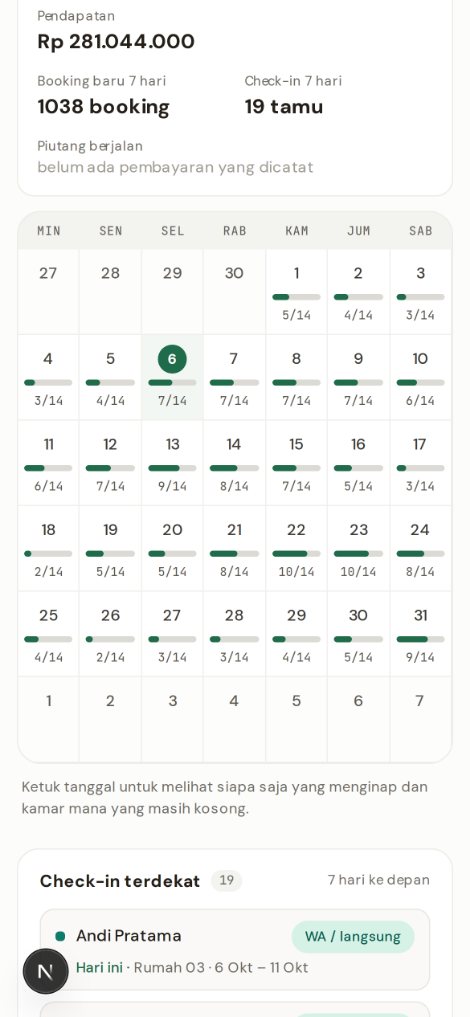 Pendapatan
Rp 281.044.000
Booking baru 7 hari Check-in 7 hari
1038 booking 19 tamu
Piutang berjalan
belum ada pembayaran yang dicatat
MIN SEN SEL RAB KAM JUM SAB
27 28 29 30 1 2 3
5/14 4/14 3/14
4 5 6 7 8 9 10
3/14 4/14 7/14 7/14 7/14 7/14 6/14
11 12 13 14 15 16 17
6/14 7/14 9/14 8/14 7/14 5/14 3/14
18 19 20 21 22 23 24
2/14 5/14 5/14 8/14 10/14 10/14 8/14
25 26 27 28 29 30 31
4/14 2/14 3/14 3/14 4/14 5/14 9/14
1 2 3 4 5 6 7
Ketuk tanggal untuk melihat siapa saja yang menginap dan
kamar mana yang masih kosong.
Check-in terdekat 19 7 hari ke depan
Andi Pratama WA / langsung
N Hari ini · Rumah 03 · 6 Okt – 11 Okt